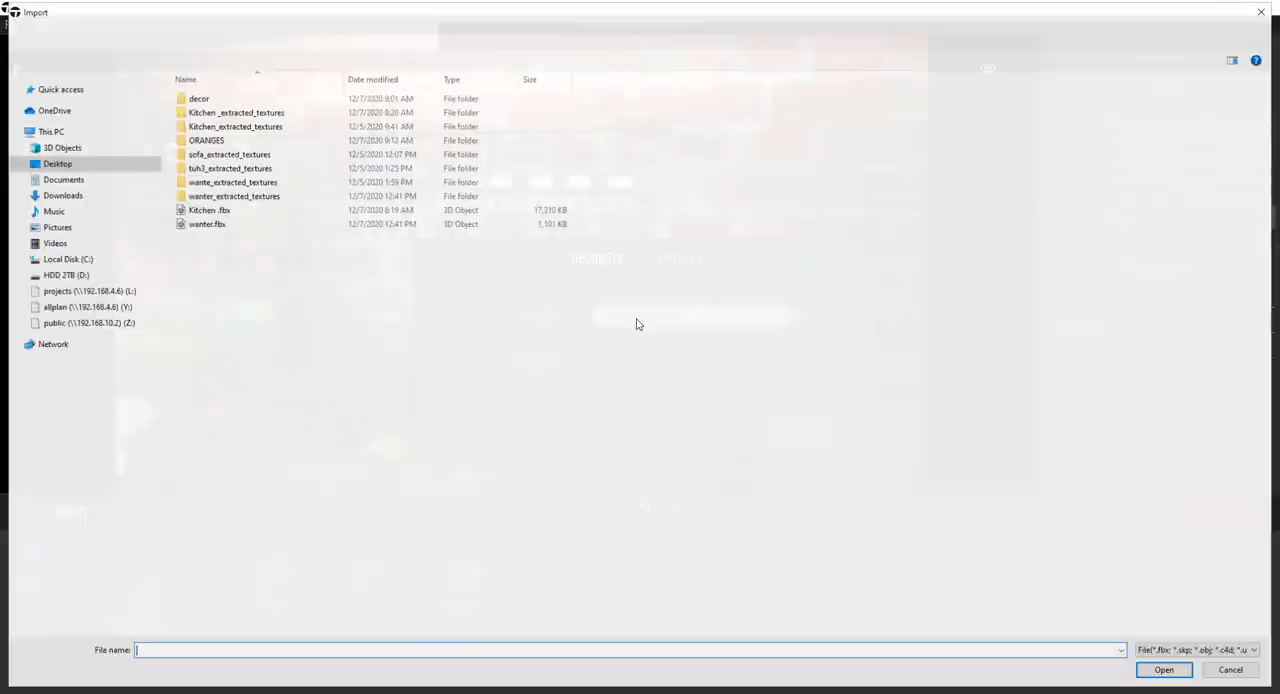 Import
Name Date modified Type Size
Quick access
OneDrive
This PC
3D Objects
Desktop
Documents
Downloads
Music
Pictures
Videos
Local Disk (C:)
HDD 2TB (D:)
projects (\\192.168.4.6) (L:)
allplan (\\192.168.4.6) (Y:)
public (\\192.168.10.2) (Z:)
Network
decor 12/7/2020 9:01 AM File folder
Kitchen _extracted_textures 12/7/2020 8:20 AM File folder
Kitchen_extracted_textures 12/5/2020 9:41 AM File folder
ORANGES 12/7/2020 9:12 AM File folder
sofa_extracted_textures 12/5/2020 12:07 PM File folder
tuh3_extracted_textures 12/5/2020 1:25 PM File folder
wante_extracted_textures 12/5/2020 1:59 PM File folder
wanter_extracted_textures 12/7/2020 12:41 PM File folder
Kitchen .fbx 12/7/2020 8:19 AM 3D Object 17,310 KB
wanter.fbx 12/7/2020 12:41 PM 3D Object 1,101 KB
File name:
File(*.fbx; *.skp; *.obj; *.c4d; *.u
Open Cancel